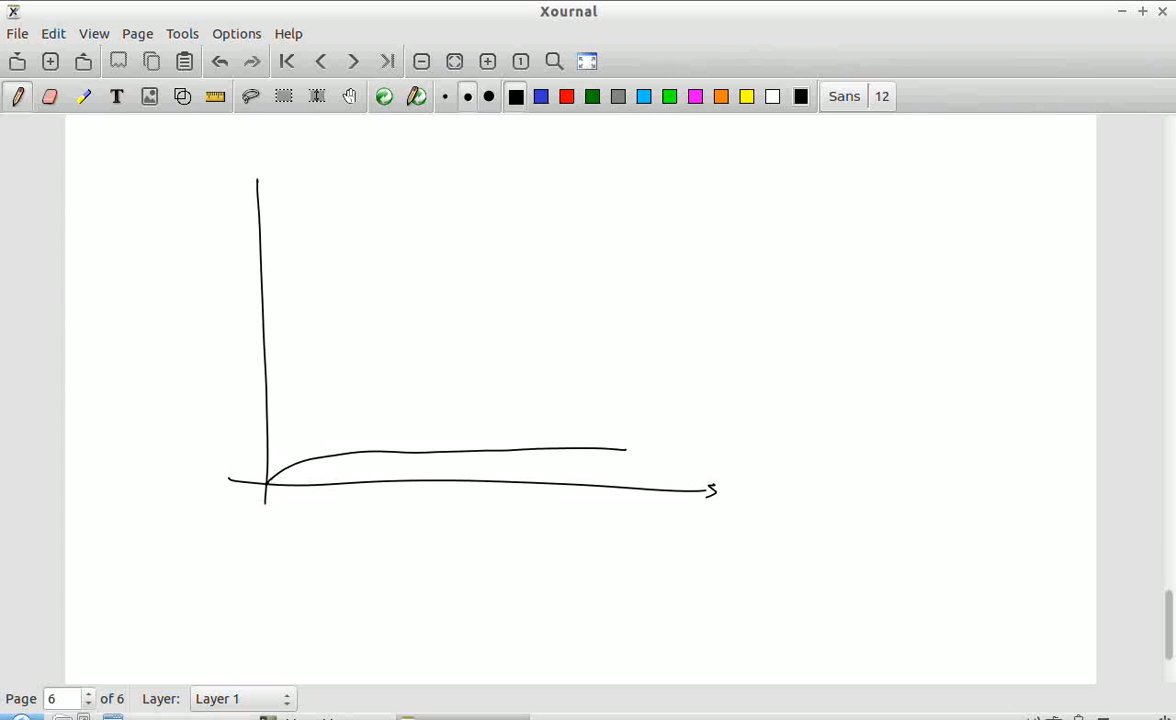 Xournal
File Edit View Page Tools Options Help
Sans 12
Page 6 of 6 Layer: Layer 1